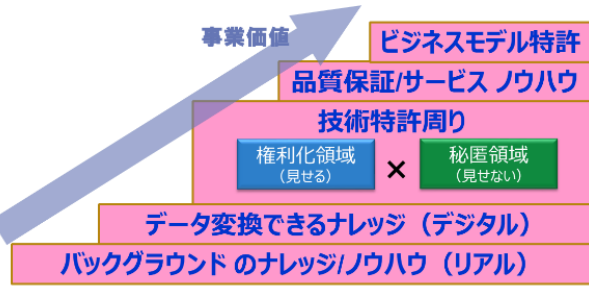 事業価値
ビジネスモデル特許
品質保証/サービス ノウハウ
技術特許周り
権利化領域
(見せる)
×
秘匿領域
(見せない)
データ変換できるナレッジ（デジタル）
バックグラウンド のナレッジ/ノウハウ（リアル）